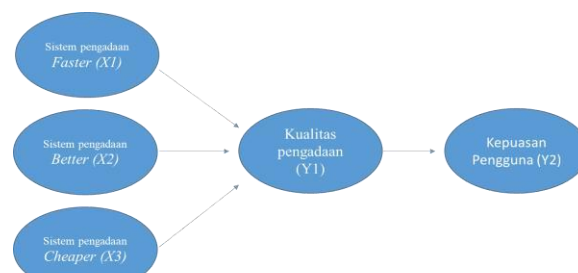 Sistem pengadaan
Faster (X1)
Sistem pengadaan
Better (X2)
Sistem pengadaan
Cheaper (X3)
Kualitas
pengadaan
(Y1)
Kepuasan
Pengguna (Y2)